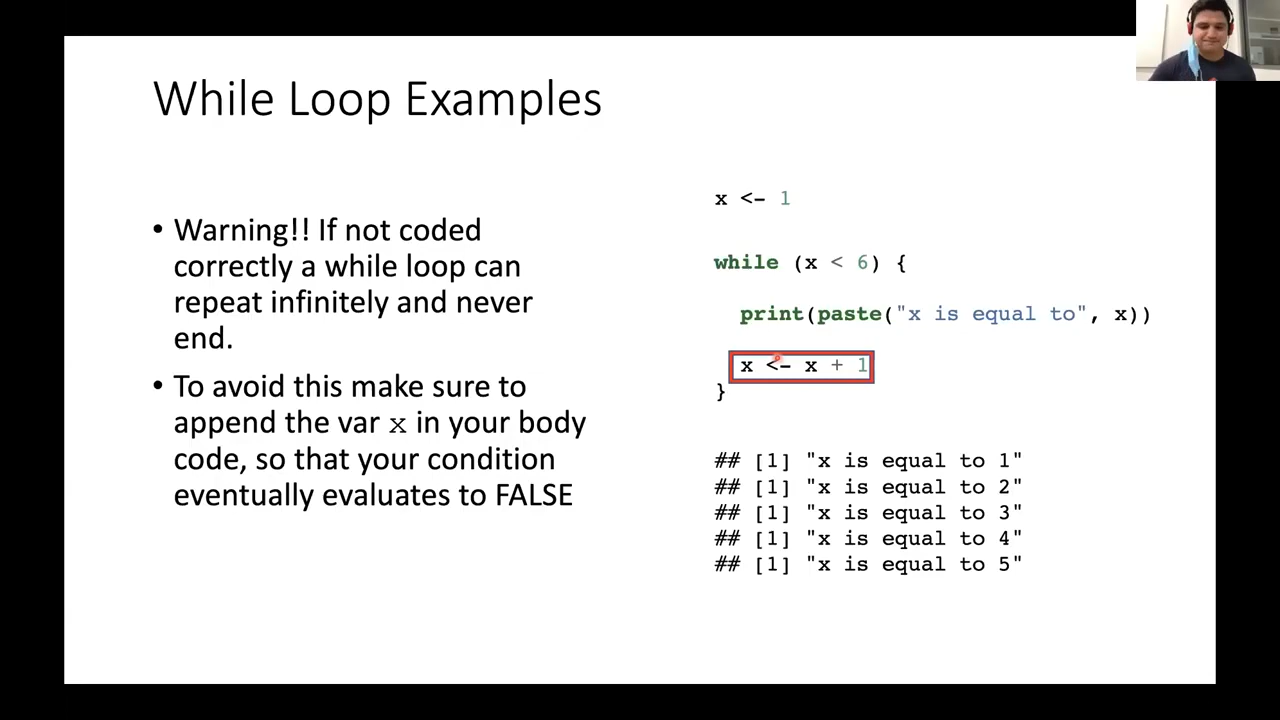 While Loop Examples
• Warning!! If not coded
correctly a while loop can
repeat infinitely and never
end.
• To avoid this make sure to
append the var x in your body
code, so that your condition
eventually evaluates to FALSE
x <- 1
while (x < 6) {
print(paste("x is equal to", x))
x <- x + 1
}
## [1] "x is equal to 1"
## [1] "x is equal to 2"
## [1] "x is equal to 3"
## [1] "x is equal to 4"
## [1] "x is equal to 5"